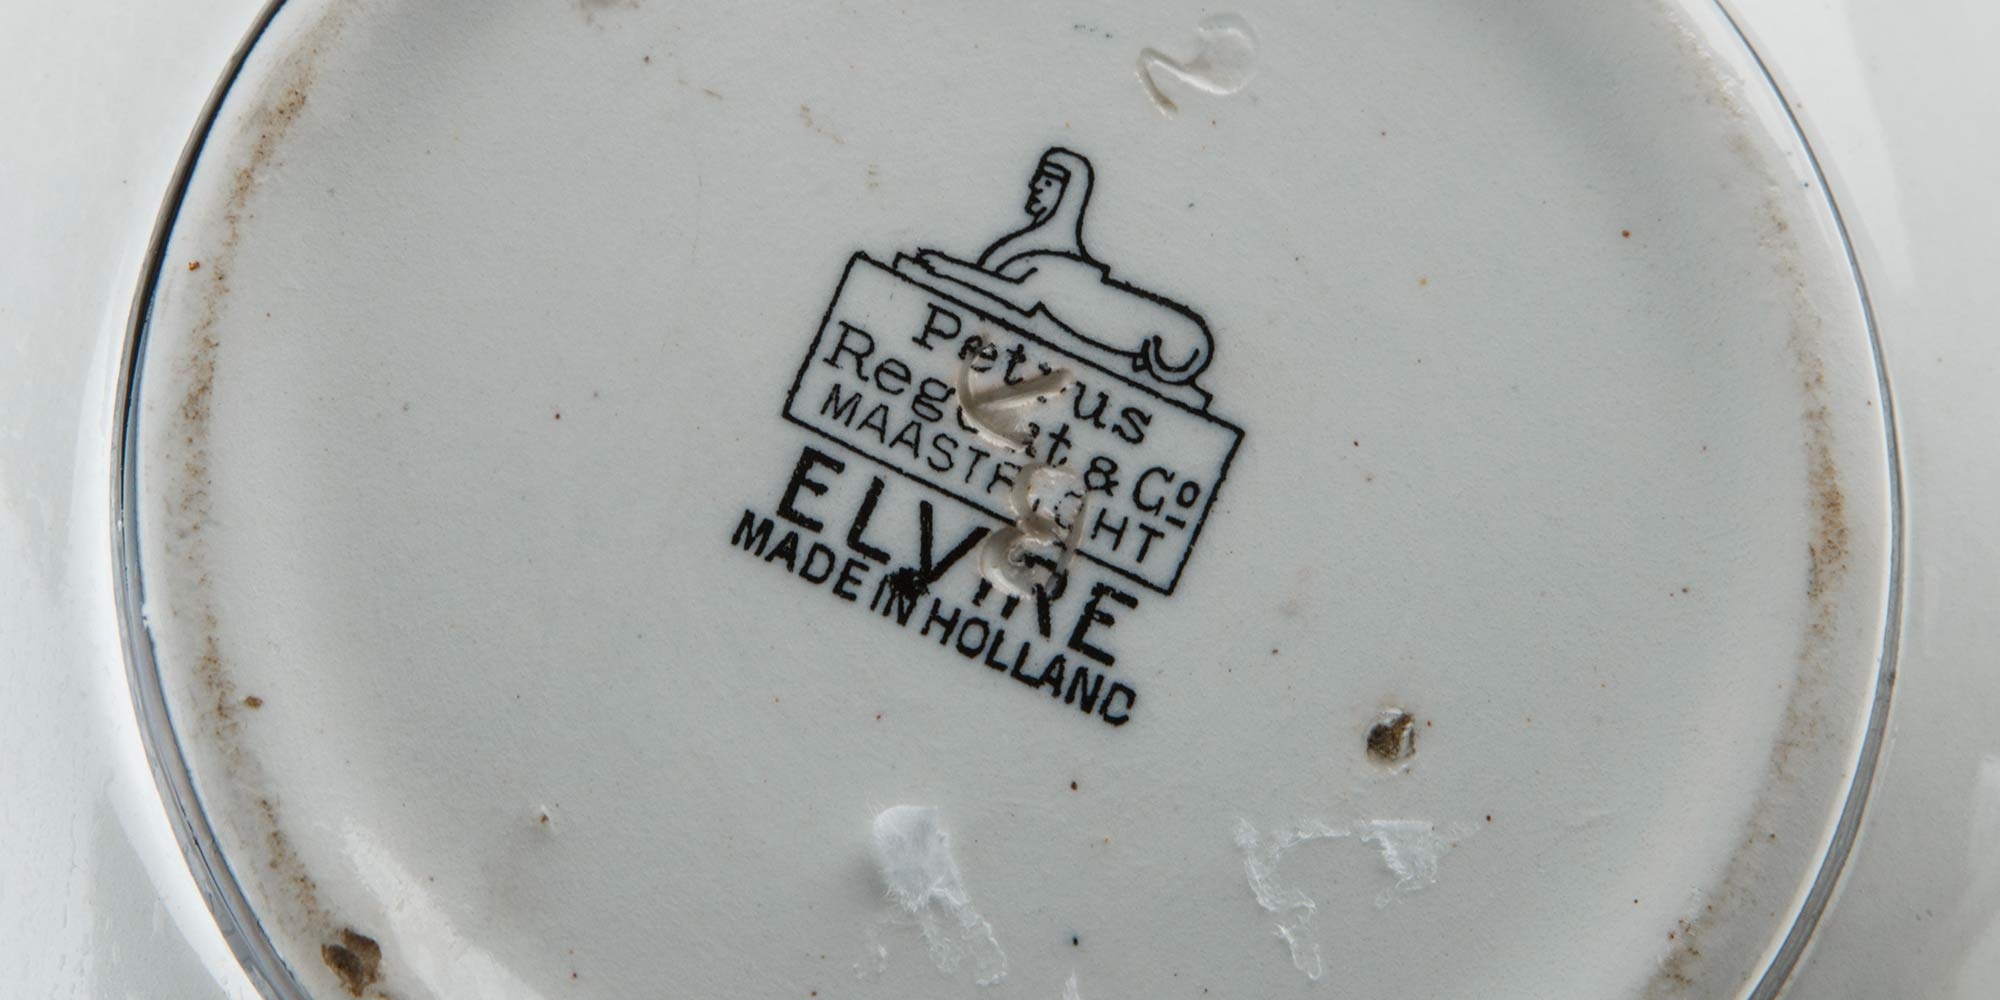 Petrus
Regout & Co
MAASTRICHT
ELVIRE
MADE IN HOLLAND